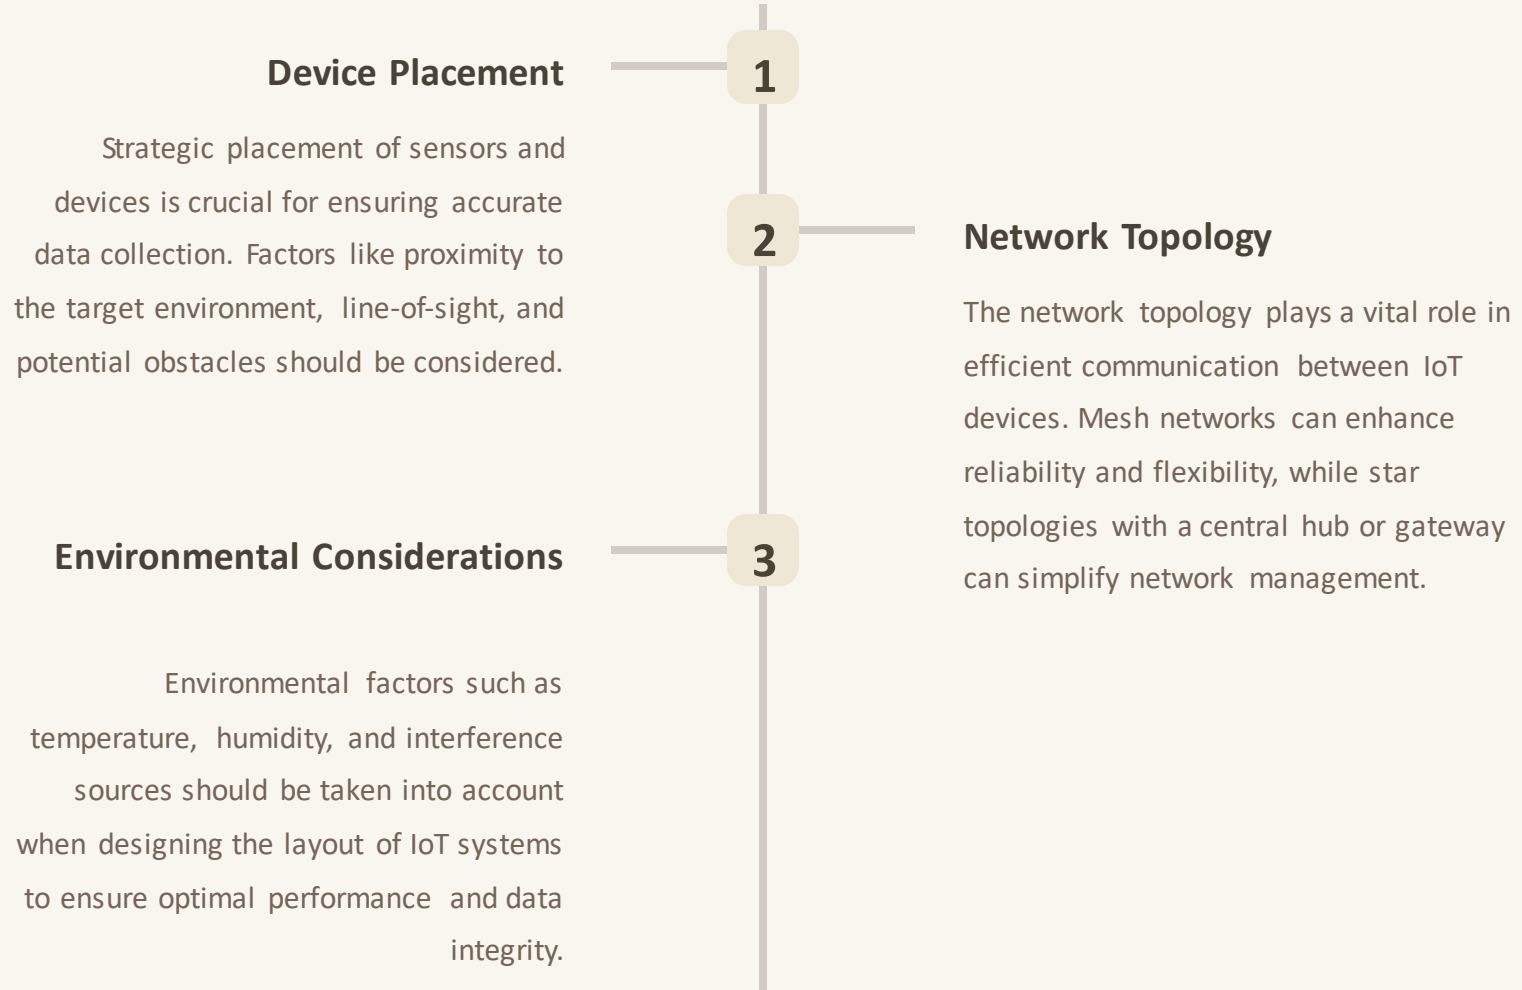 1
Device Placement
Strategic placement of sensors and
devices is crucial for ensuring accurate
data collection. Factors like proximity to
the target environment, line-of-sight, and
potential obstacles should be considered.
2
Network Topology
The network topology plays a vital role in
efficient communication between IoT
devices. Mesh networks can enhance
reliability and flexibility, while star
topologies with a central hub or gateway
can simplify network management.
3
Environmental Considerations
Environmental factors such as
temperature, humidity, and interference
sources should be taken into account
when designing the layout of IoT systems
to ensure optimal performance and data
integrity.